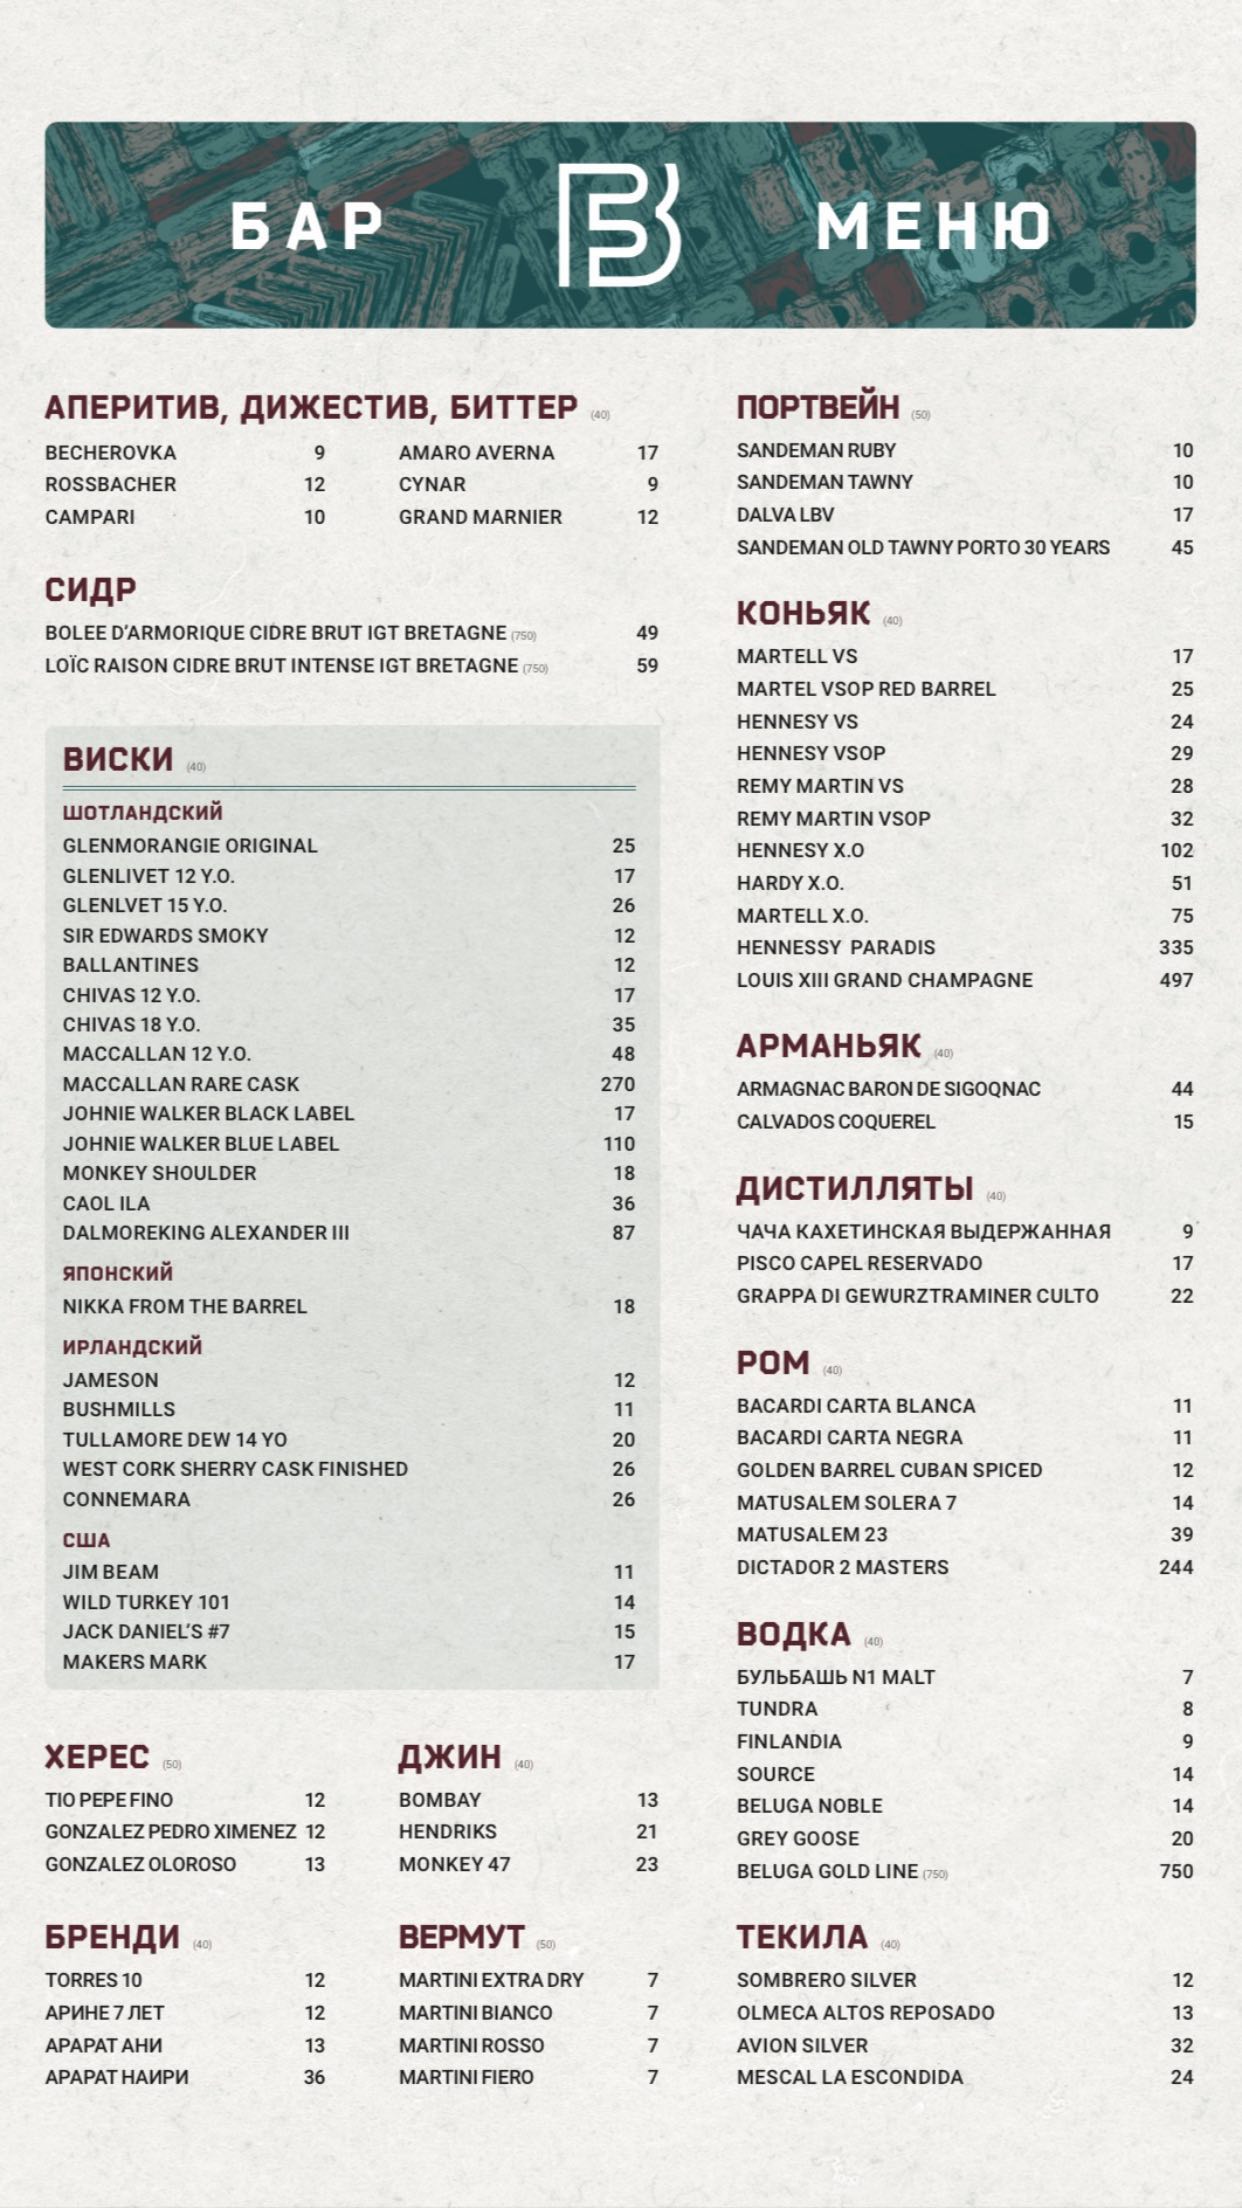 БАР
МЕНЮ
АПЕРИТИВ, ДИЖЕСТИВ, БИТТЕР (40)
BECHEROVKA 9
ROSSBACHER 12
CAMPARI 10
AMARO AVERNA 17
CYNAR 9
GRAND MARNIER 12
СИДР
BOLEE D'ARMORIQUE CIDRE BRUT IGT BRETAGNE (750) 49
LOÏC RAISON CIDRE BRUT INTENSE IGT BRETAGNE (750) 59
ВИСКИ (40)
ШОТЛАНДСКИЙ
GLENMORANGIE ORIGINAL 25
GLENLIVET 12 Y.O. 17
GLENLVET 15 Y.O. 26
SIR EDWARDS SMOKY 12
BALLANTINES 12
CHIVAS 12 Y.O. 17
CHIVAS 18 Y.O. 35
MACCALLAN 12 Y.O. 48
MACCALLAN RARE CASK 270
JOHNIE WALKER BLACK LABEL 17
JOHNIE WALKER BLUE LABEL 110
MONKEY SHOULDER 18
CAOL ILA 36
DALMOREKING ALEXANDER III 87
ЯПОНСКИЙ
NIKKA FROM THE BARREL 18
ИРЛАНДСКИЙ
JAMESON 12
BUSHMILLS 11
TULLAMORE DEW 14 YO 20
WEST CORK SHERRY CASK FINISHED 26
CONNEMARA 26
США
JIM BEAM 11
WILD TURKEY 101 14
JACK DANIEL'S #7 15
MAKERS MARK 17
ХЕРЕС (50)
TIO PEPE FINO 12
GONZALEZ PEDRO XIMENEZ 12
GONZALEZ OLOROSO 13
ДЖИН (40)
BOMBAY 13
HENDRIKS 21
MONKEY 47 23
БРЕНДИ (40)
TORRES 10 12
АРИНЕ 7 ЛЕТ 12
АРАРАТ АНИ 13
АРАРАТ НАИРИ 36
ВЕРМУТ (50)
MARTINI EXTRA DRY 7
MARTINI BIANCO 7
MARTINI ROSSO 7
MARTINI FIERO 7
ПОРТВЕЙН (50)
SANDEMAN RUBY 10
SANDEMAN TAWNY 10
DALVA LBV 17
SANDEMAN OLD TAWNY PORTO 30 YEARS 45
КОНЬЯК (40)
MARTELL VS 17
MARTEL VSOP RED BARREL 25
HENNESY VS 24
HENNESY VSOP 29
REMY MARTIN VS 28
REMY MARTIN VSOP 32
HENNESY X.O 102
HARDY X.O. 51
MARTELL X.O. 75
HENNESSY PARADIS 335
LOUIS XIII GRAND CHAMPAGNE 497
АРМАНЬЯК (40)
ARMAGNAC BARON DE SIGOQNAC 44
CALVADOS COQUEREL 15
ДИСТИЛЛЯТЫ (40)
ЧАЧА КАХЕТИНСКАЯ ВЫДЕРЖАННАЯ 9
PISCO CAPEL RESERVADO 17
GRAPPA DI GEWURZTRAMINER CULTO 22
РОМ (40)
BACARDI CARTA BLANCA 11
BACARDI CARTA NEGRA 11
GOLDEN BARREL CUBAN SPICED 12
MATUSALEM SOLERA 7 14
MATUSALEM 23 39
DICTADOR 2 MASTERS 244
ВОДКА (40)
БУЛЬБАШЬ N1 MALT 7
TUNDRA 8
FINLANDIA 9
SOURCE 14
BELUGA NOBLE 14
GREY GOOSE 20
BELUGA GOLD LINE (750) 750
ТЕКИЛА (40)
SOMBRERO SILVER 12
OLMECA ALTOS REPOSADO 13
AVION SILVER 32
MESCAL LA ESCONDIDA 24